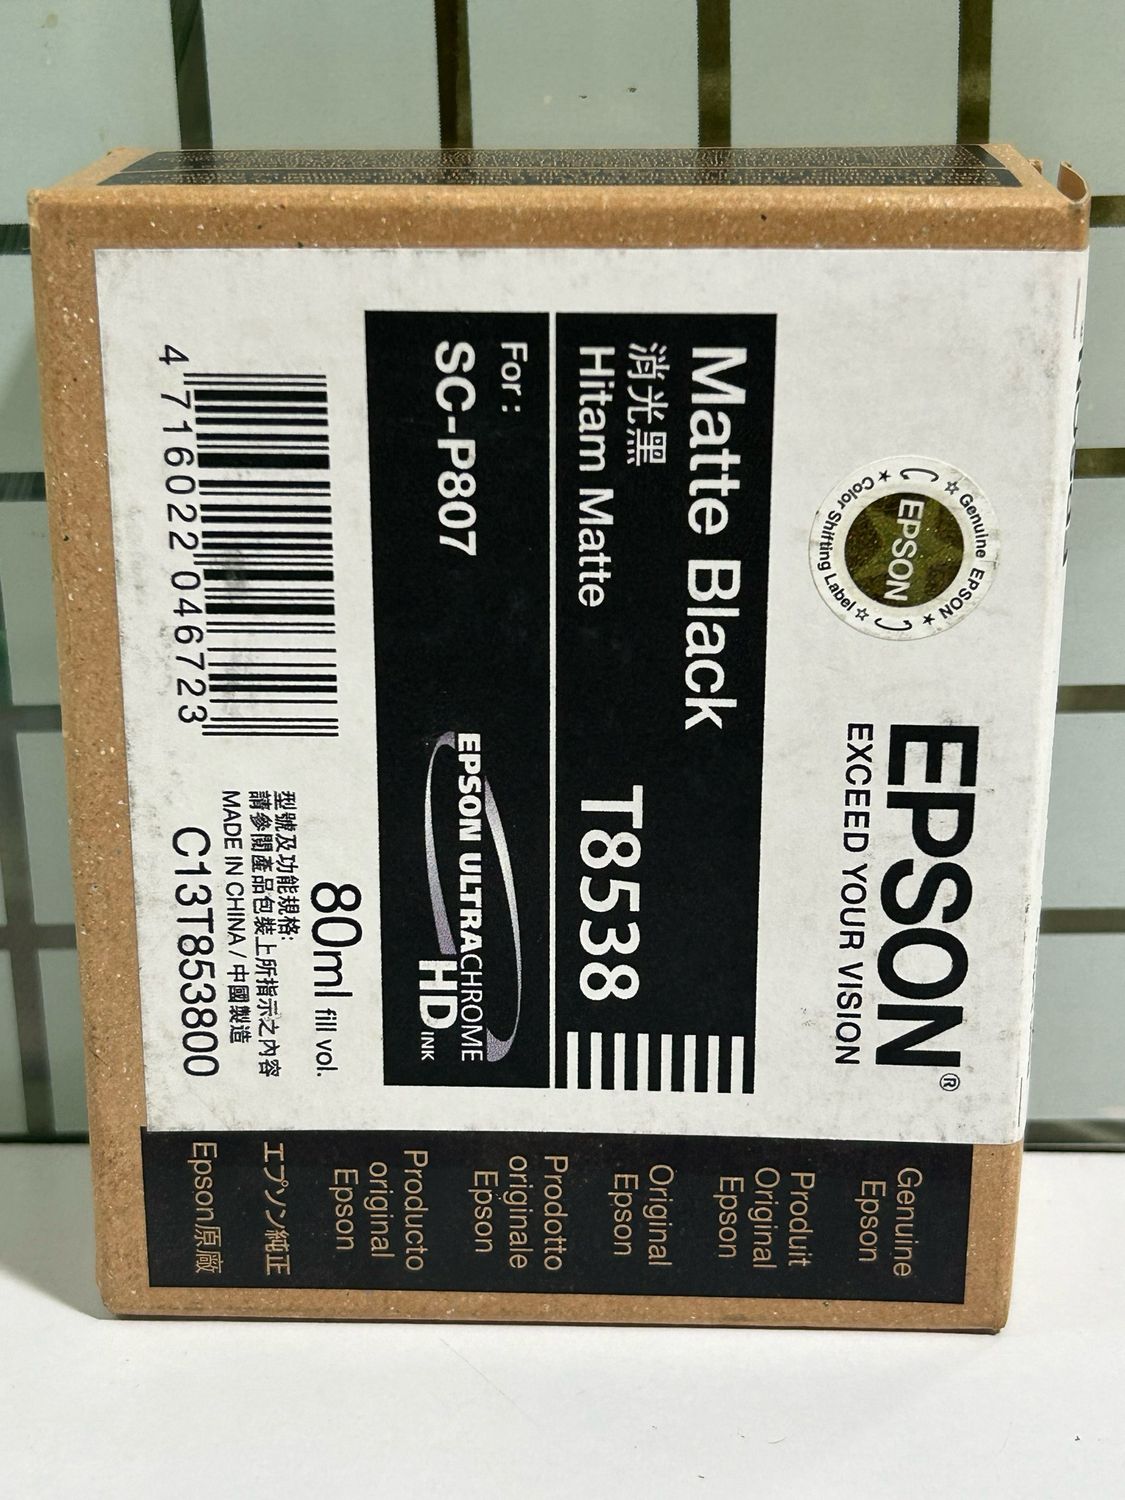 EPSON®
EXCEED YOUR VISION
☆ Genuine EPSON ★
★ Color Shifting Label ☆
EPSON
Matte Black
消光黑
Hitam Matte
T8538
For :
SC-P807
EPSON ULTRACHROME
HD INK
80ml fill vol.
型號及功能規格:
請參閱產品包裝上所指示之內容
MADE IN CHINA / 中國製造
C13T853800
4 716022 046723
Genuine
Epson
Produit
Original
Epson
Original
Epson
Prodotto
originale
Epson
Producto
original
Epson
エプソン純正
Epson原廠